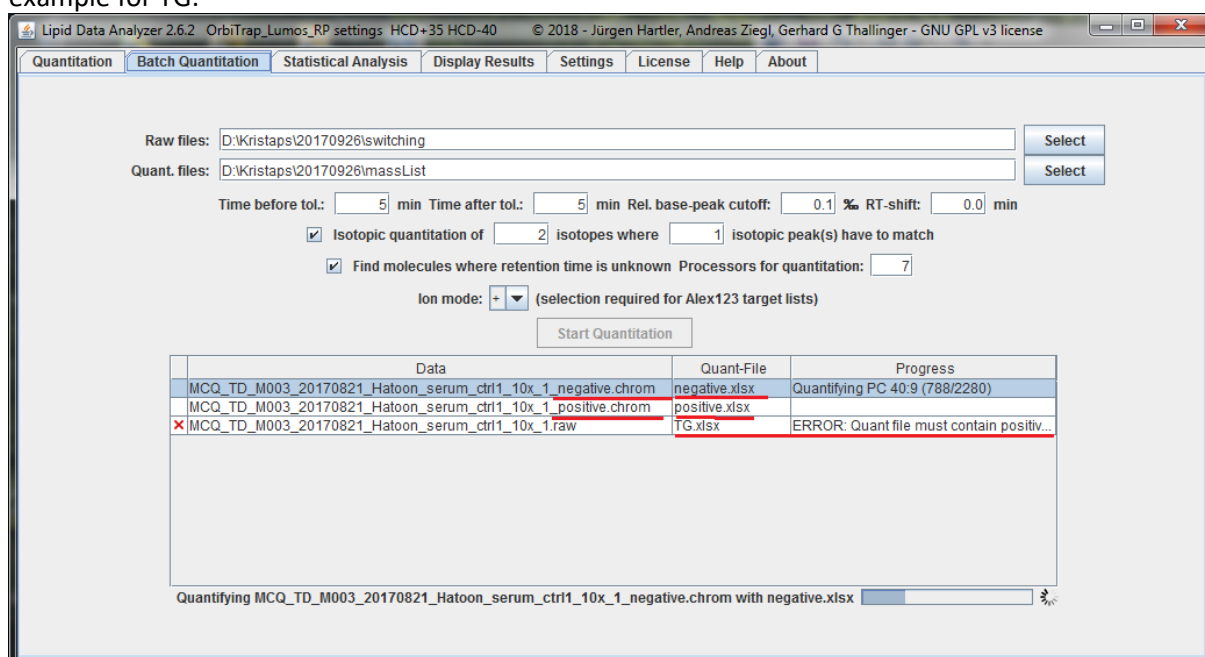 example for TG:
Lipid Data Analyzer 2.6.2 OrbiTrap_Lumos_RP settings HCD+35 HCD-40 © 2018 - Jürgen Hartler, Andreas Ziegl, Gerhard G Thallinger - GNU GPL v3 license
Quantitation Batch Quantitation Statistical Analysis Display Results Settings License Help About
Raw files: D:\Kristaps\20170926\switching Select
Quant. files: D:\Kristaps\20170926\massList Select
Time before tol.: 5 min Time after tol.: 5 min Rel. base-peak cutoff: 0.1 ‰ RT-shift: 0.0 min
Isotopic quantitation of 2 isotopes where 1 isotopic peak(s) have to match
Find molecules where retention time is unknown Processors for quantitation: 7
Ion mode: + (selection required for Alex123 target lists)
Start Quantitation
Data Quant-File Progress
MCQ_TD_M003_20170821_Hatoon_serum_ctrl1_10x_1_negative.chrom negative.xlsx Quantifying PC 40:9 (788/2280)
MCQ_TD_M003_20170821_Hatoon_serum_ctrl1_10x_1_positive.chrom positive.xlsx
MCQ_TD_M003_20170821_Hatoon_serum_ctrl1_10x_1.raw TG.xlsx ERROR: Quant file must contain positiv...
Quantifying MCQ_TD_M003_20170821_Hatoon_serum_ctrl1_10x_1_negative.chrom with negative.xlsx